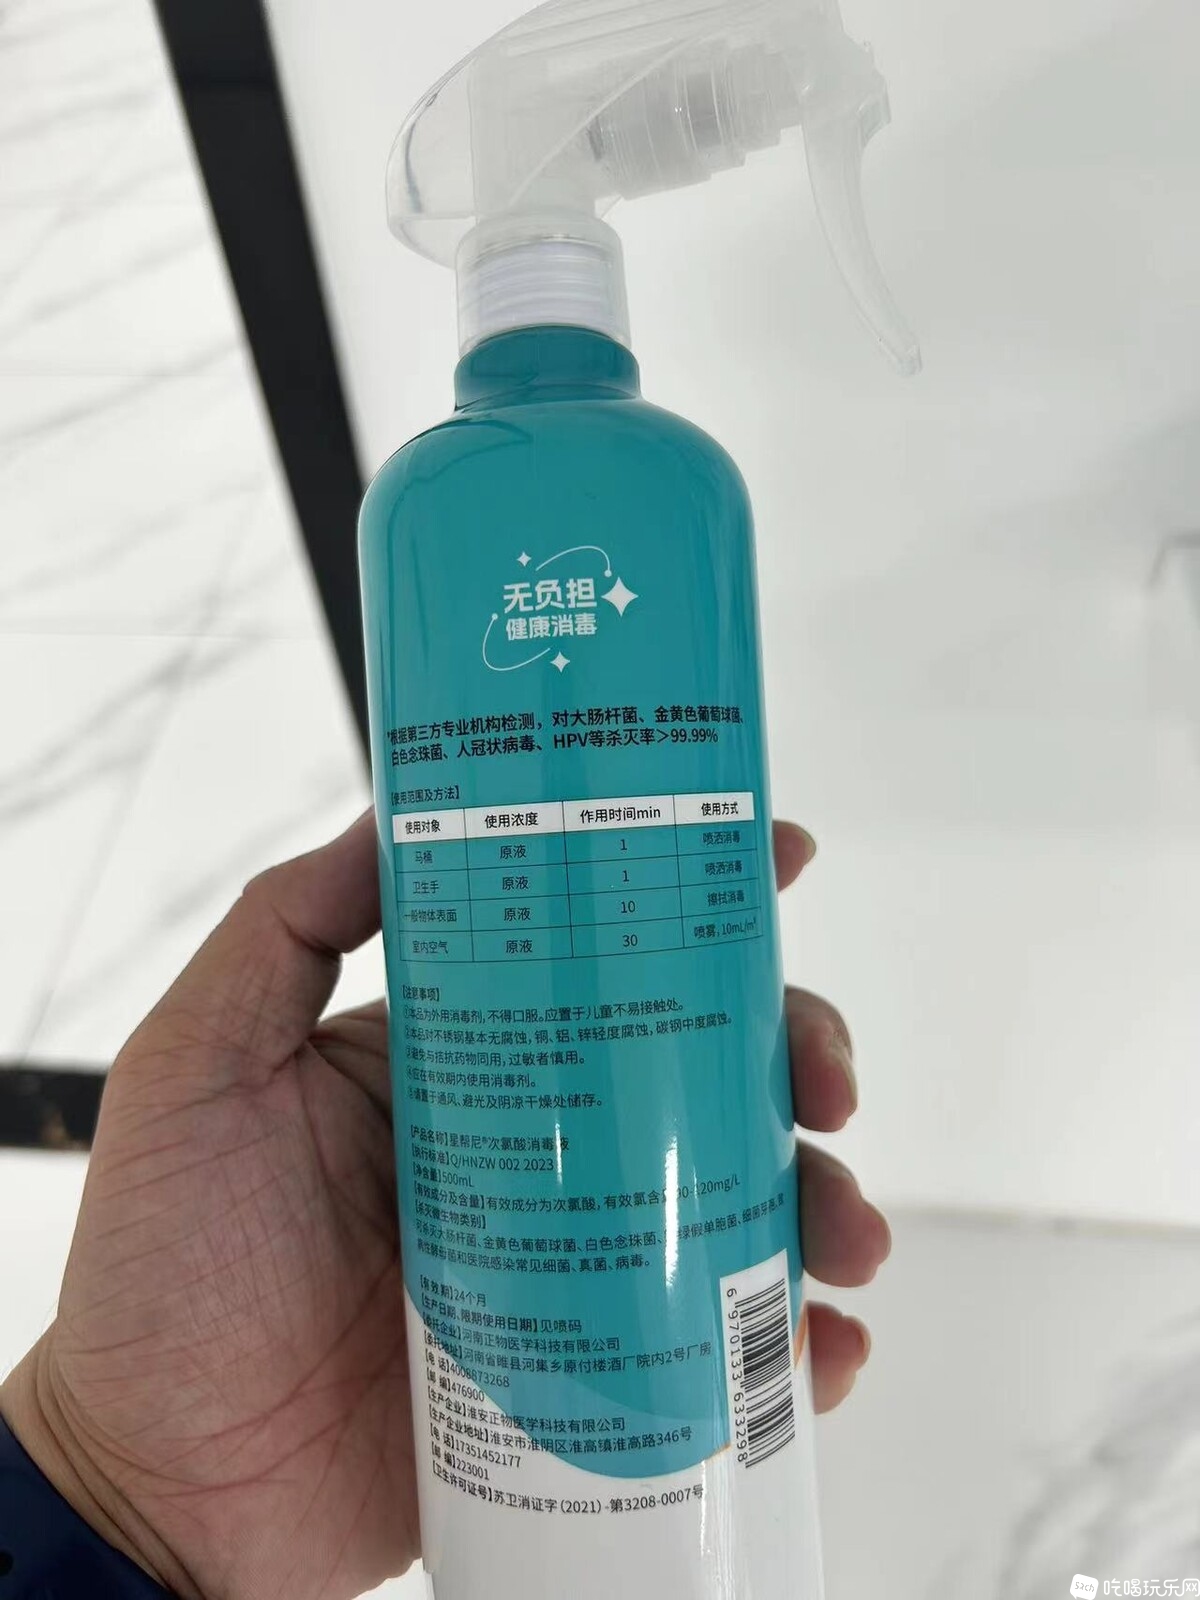 无负担
健康消毒
*根据第三方专业机构检测，对大肠杆菌、金黄色葡萄球菌、
白色念珠菌、人冠状病毒、HPV等杀灭率＞99.99%
【使用范围及方法】
使用对象 使用浓度 作用时间min 使用方式
马桶 原液 1 喷洒消毒
卫生手 原液 1 喷洒消毒
一般物体表面 原液 10 擦拭消毒
室内空气 原液 30 喷雾,10mL/m³
【注意事项】
①本品为外用消毒剂,不得口服。应置于儿童不易接触处。
②本品对不锈钢基本无腐蚀，铜、铝、锌轻度腐蚀，碳钢中度腐蚀。
③避免与拮抗药物同用，过敏者慎用。
④应在有效期内使用消毒剂。
⑤请置于通风、避光及阴凉干燥处储存。
【产品名称】星帮尼®次氯酸消毒液
【执行标准】Q/HNZW 002 2023
【净含量】500mL
【有效成分及含量】有效成分为次氯酸，有效氯含 20mg/L
【杀灭微生物类别】
可杀灭大肠杆菌、金黄色葡萄球菌、白色念珠菌、绿假单胞菌、细菌芽孢、
病性酵母菌和医院感染常见细菌、真菌、病毒。
【有 效 期】24个月
【生产日期、限期使用日期】见喷码
【委托企业】河南正物医学科技有限公司
【委托地址】河南省睢县河集乡原付楼酒厂院内2号厂房
【电 话】4008873268
【邮 编】476900
【生产企业】淮安正物医学科技有限公司
【生产企业地址】淮安市淮阴区淮高镇淮高路346号
【电 话】17351452177
【邮 编】223001
【卫生许可证号】苏卫消证字(2021)-第3208-0007号
6 970133 633298
吃喝玩乐网